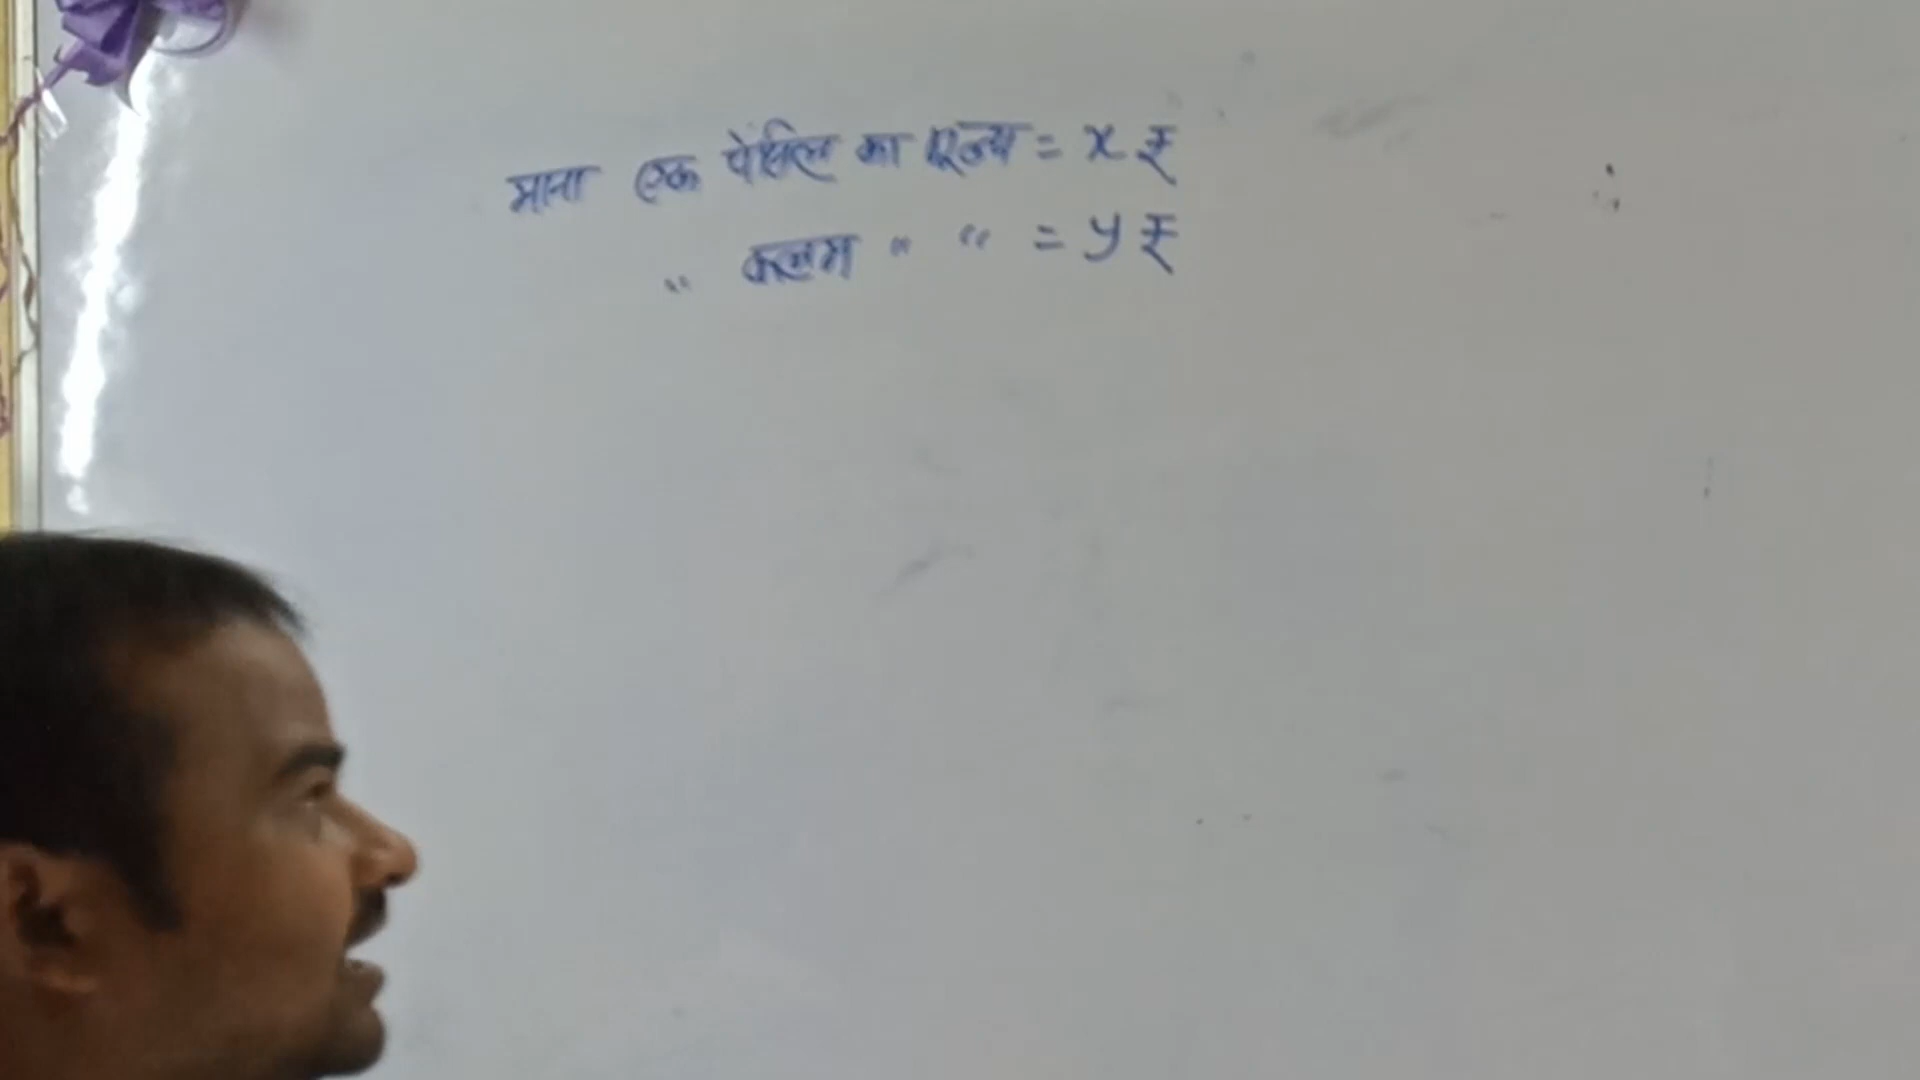 माना एक पेंसिल का मूल्य = x ₹
" कलम " " = y ₹